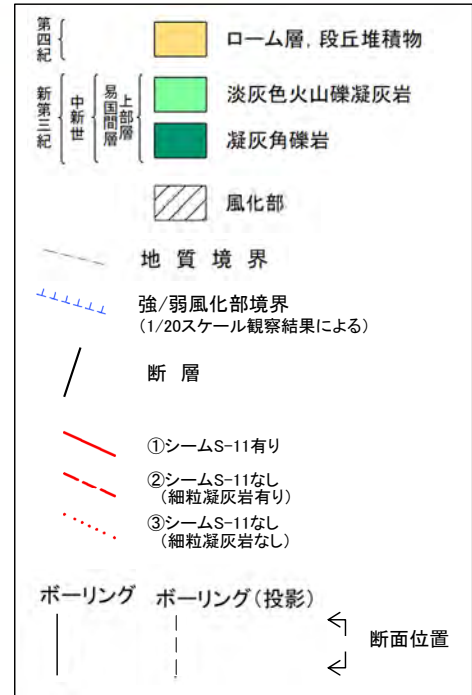 第四紀
ローム層，段丘堆積物
新第三紀
中新世
易国間層
上部層
淡灰色火山礫凝灰岩
凝灰角礫岩
風化部
地質境界
強/弱風化部境界
(1/20スケール観察結果による)
断層
①シームS-11有り
②シームS-11なし
(細粒凝灰岩有り)
③シームS-11なし
(細粒凝灰岩なし)
ボーリング ボーリング(投影)
断面位置